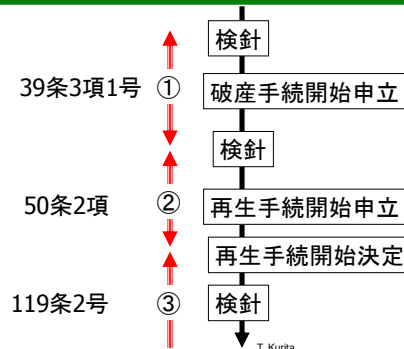 検針
39条3項1号 ① 破産手続開始申立
検針
50条2項 ② 再生手続開始申立
再生手続開始決定
119条2号 ③ 検針
T. Kurita